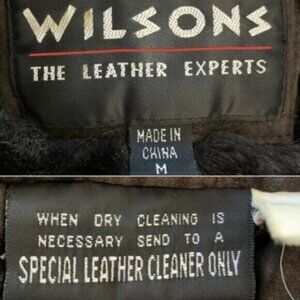 WILSONS
THE LEATHER EXPERTS
MADE IN
CHINA
M
WHEN DRY CLEANING IS
NECESSARY SEND TO A
SPECIAL LEATHER CLEANER ONLY